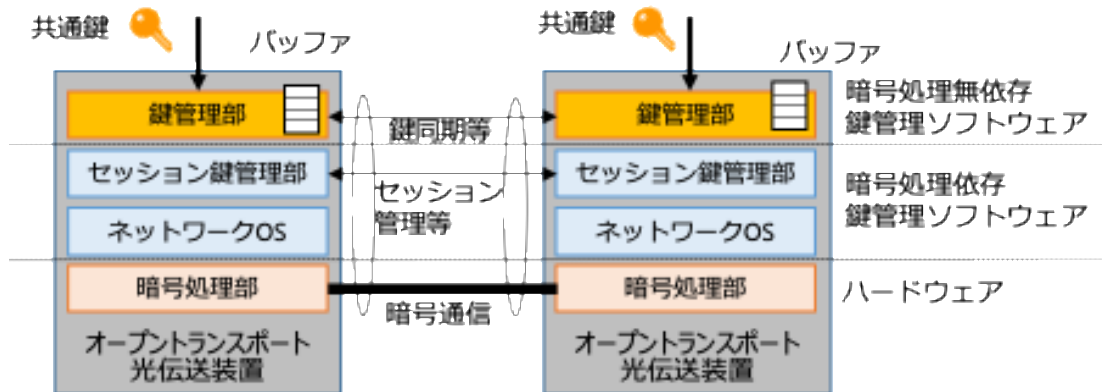 共通鍵
バッファ
共通鍵
バッファ
鍵管理部
鍵同期等
鍵管理部
暗号処理無依存
鍵管理ソフトウェア
セッション鍵管理部
セッション
管理等
セッション鍵管理部
暗号処理依存
鍵管理ソフトウェア
ネットワークOS
ネットワークOS
暗号処理部
暗号通信
暗号処理部
ハードウェア
オープントランスポート
光伝送装置
オープントランスポート
光伝送装置